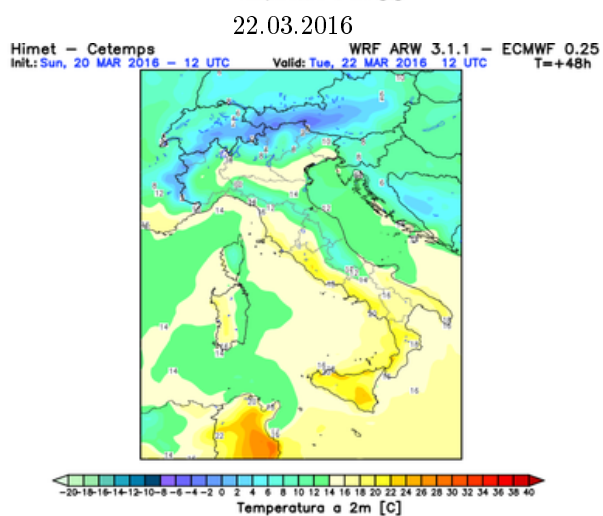 22.03.2016
Himet – Cetemps WRF ARW 3.1.1 – ECMWF 0.25
Init.: Sun, 20 MAR 2016 – 12 UTC Valid: Tue, 22 MAR 2016 12 UTC T=+48h
-20-18-16-14-12-10-8 -6 -4 -2 0 2 4 6 8 10 12 14 16 18 20 22 24 26 28 30 32 34 36 38 40
Temperatura a 2m [C]